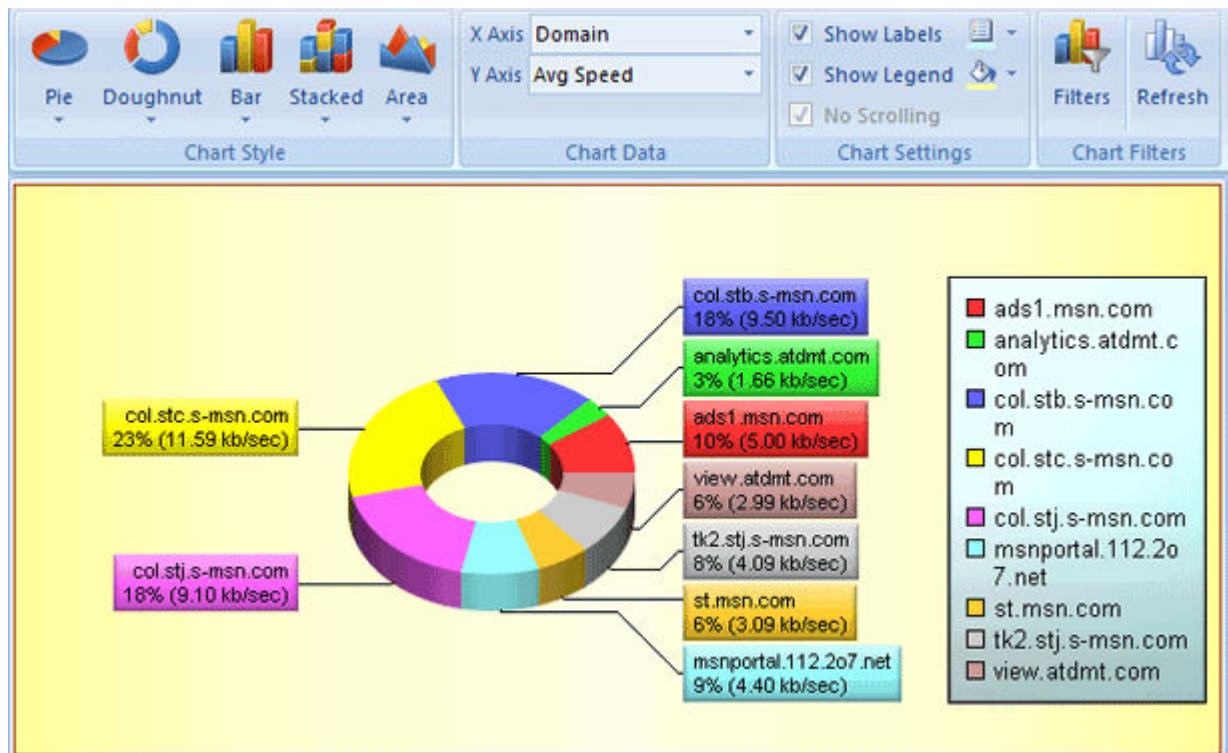 Pie
Doughnut
Bar
Stacked
Area
Chart Style
X Axis Domain
Y Axis Avg Speed
Chart Data
Show Labels
Show Legend
No Scrolling
Chart Settings
Filters
Refresh
Chart Filters
col.stb.s-msn.com
18% (9.50 kb/sec)
analytics.atdmt.com
3% (1.66 kb/sec)
col.stc.s-msn.com
23% (11.59 kb/sec)
ads1.msn.com
10% (5.00 kb/sec)
view.atdmt.com
6% (2.99 kb/sec)
tk2.stj.s-msn.com
8% (4.09 kb/sec)
col.stj.s-msn.com
18% (9.10 kb/sec)
st.msn.com
6% (3.09 kb/sec)
msnportal.112.2o7.net
9% (4.40 kb/sec)
ads1.msn.com
analytics.atdmt.c
om
col.stb.s-msn.co
m
col.stc.s-msn.co
m
col.stj.s-msn.com
msnportal.112.2o
7.net
st.msn.com
tk2.stj.s-msn.com
view.atdmt.com